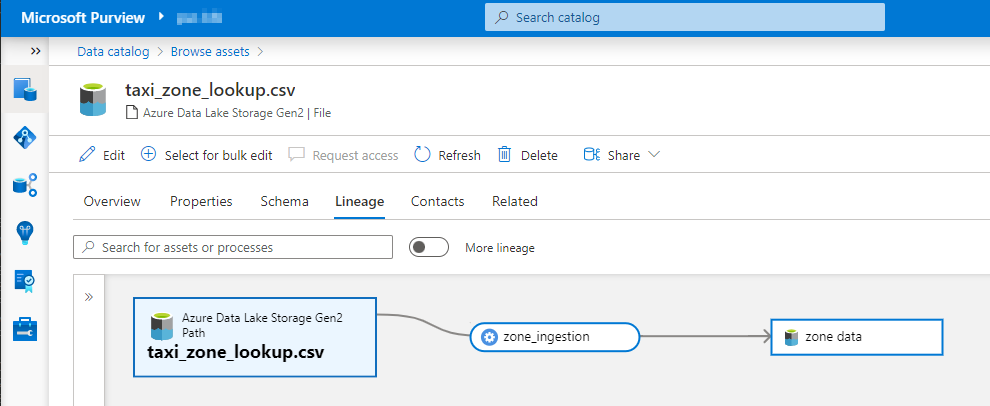 Microsoft Purview
Search catalog
Data catalog > Browse assets >
taxi_zone_lookup.csv
Azure Data Lake Storage Gen2 | File
Edit Select for bulk edit Request access Refresh Delete Share
Overview Properties Schema Lineage Contacts Related
Search for assets or processes More lineage
Azure Data Lake Storage Gen2
Path
taxi_zone_lookup.csv
zone_ingestion
zone data